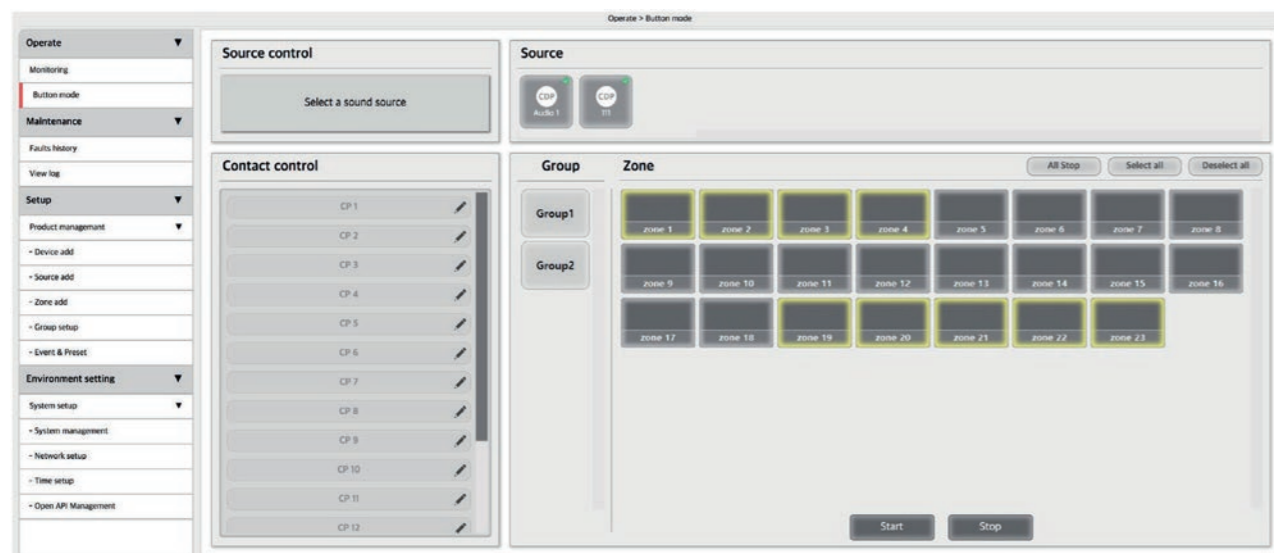 Operate > Button mode
Operate ▼
Monitoring
Button mode
Maintenance ▼
Faults history
View log
Setup ▼
Product management ▼
- Device add
- Source add
- Zone add
- Group setup
- Event & Preset
Environment setting ▼
System setup ▼
- System management
- Network setup
- Time setup
- Open API Management
Source control
Select a sound source
Source
CDP
Audio 1
CDP
111
Contact control
CP 1
CP 2
CP 3
CP 4
CP 5
CP 6
CP 7
CP 8
CP 9
CP 10
CP 11
CP 12
Group
Group1
Group2
Zone
All Stop
Select all
Deselect all
zone 1
zone 2
zone 3
zone 4
zone 5
zone 6
zone 7
zone 8
zone 9
zone 10
zone 11
zone 12
zone 13
zone 14
zone 15
zone 16
zone 17
zone 18
zone 19
zone 20
zone 21
zone 22
zone 23
Start
Stop